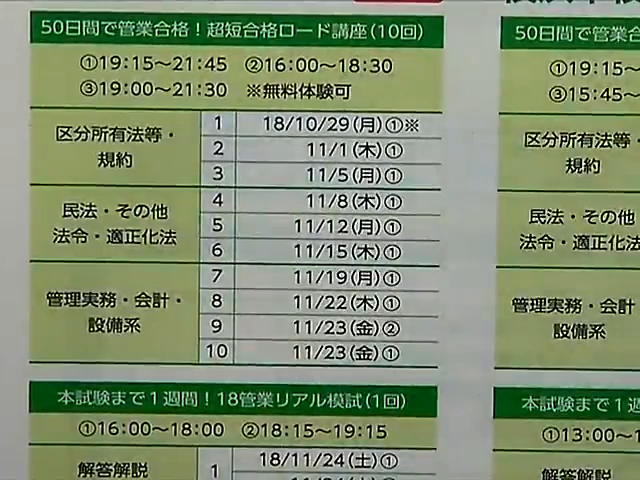 50日間で管業合格！超短合格ロード講座(10回)
①19:15～21:45 ②16:00～18:30
③19:00～21:30 ※無料体験可
区分所有法等・
規約
1 18/10/29(月)①※
2 11/1(木)①
3 11/5(月)①
民法・その他
法令・適正化法
4 11/8(木)①
5 11/12(月)①
6 11/15(木)①
管理実務・会計・
設備系
7 11/19(月)①
8 11/22(木)①
9 11/23(金)②
10 11/23(金)①
本試験まで1週間！18管業リアル模試(1回)
①16:00～18:00 ②18:15～19:15
解答解説
1 18/11/24(土)①
50日間で管業
①19:15～
③15:45～
区分所有法等・
規約
民法・その他
法令・適正化法
管理実務・会計・
設備系
本試験まで1週
①13:00～1
解答解説